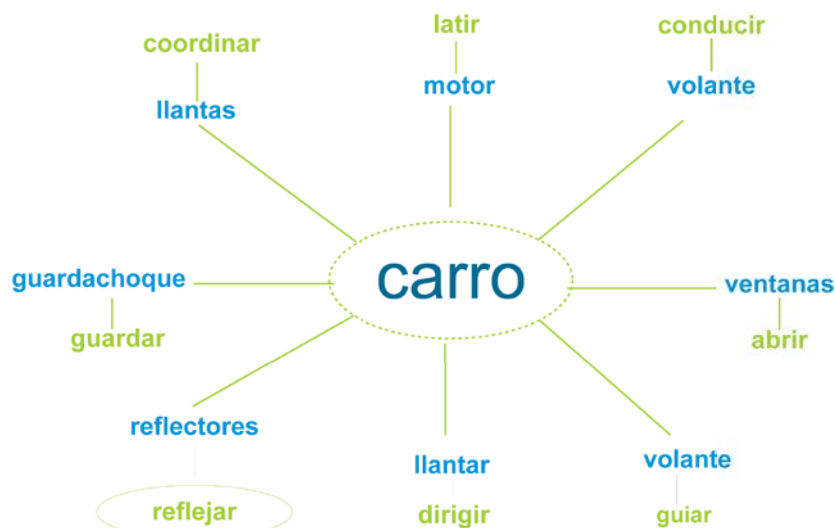 coordinar
latir
conducir
llantas
motor
volante
guardachoque
carro
ventanas
guardar
abrir
reflectores
llantar
volante
reflejar
dirigir
guiar